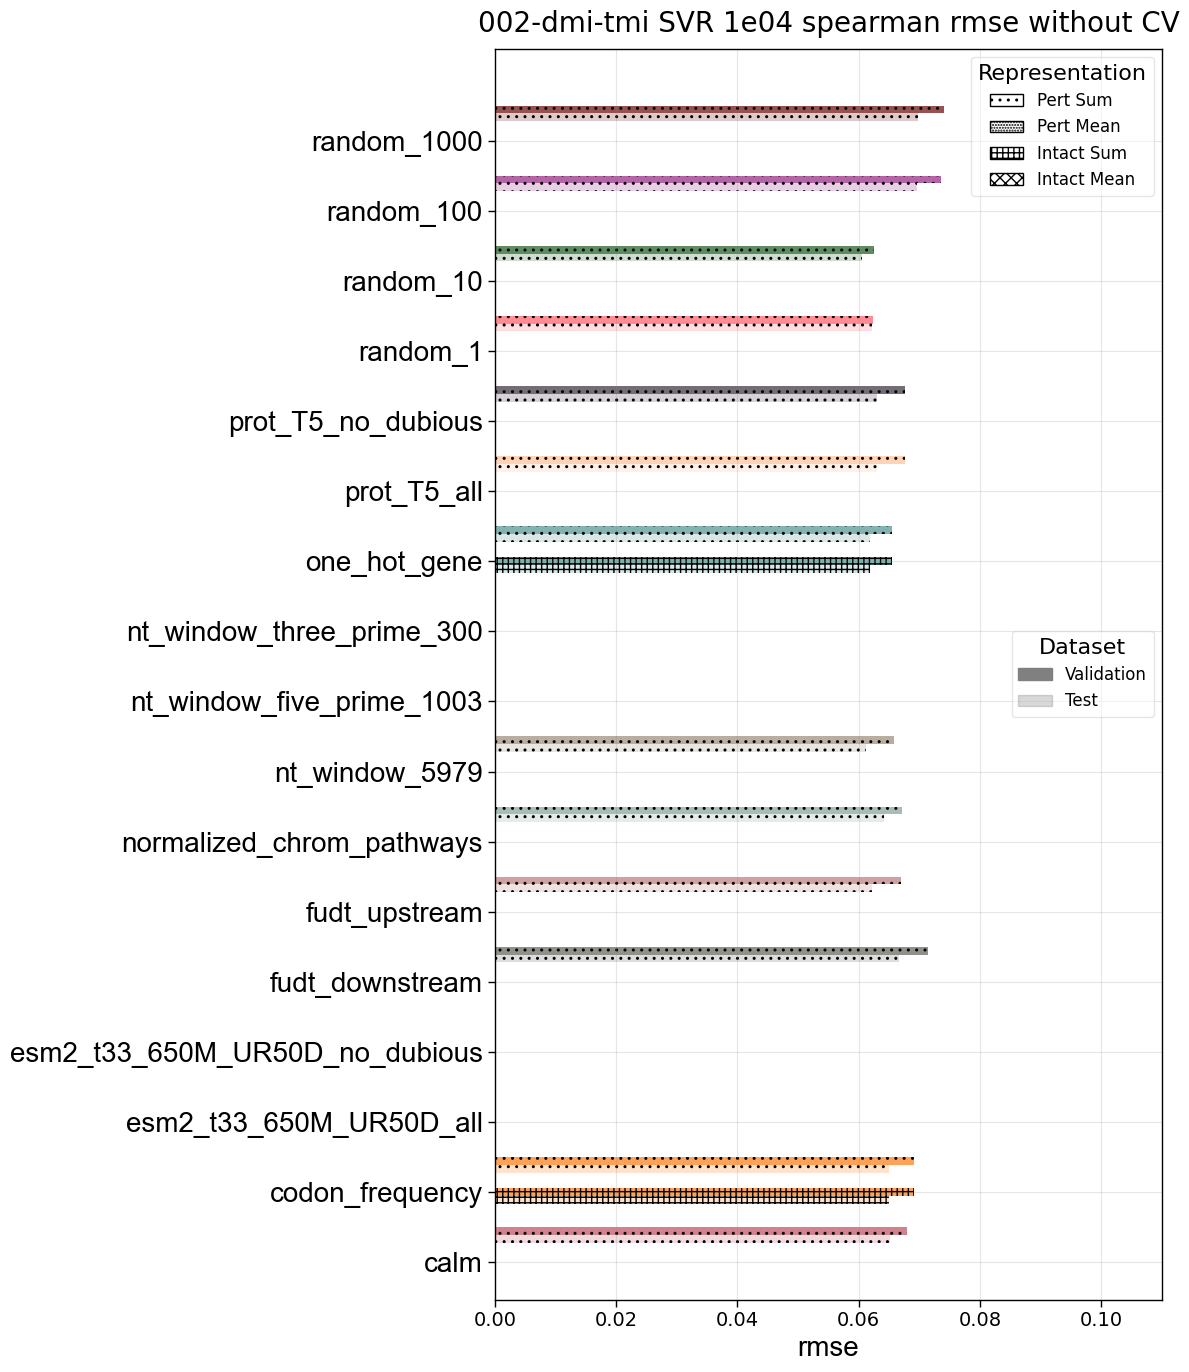 002-dmi-tmi SVR 1e04 spearman rmse without CV
Representation
Pert Sum
Pert Mean
Intact Sum
Intact Mean
random_1000
random_100
random_10
random_1
prot_T5_no_dubious
prot_T5_all
one_hot_gene
nt_window_three_prime_300
Dataset
Validation
Test
nt_window_five_prime_1003
nt_window_5979
normalized_chrom_pathways
fudt_upstream
fudt_downstream
esm2_t33_650M_UR50D_no_dubious
esm2_t33_650M_UR50D_all
codon_frequency
calm
0.00 0.02 0.04 0.06 0.08 0.10
rmse